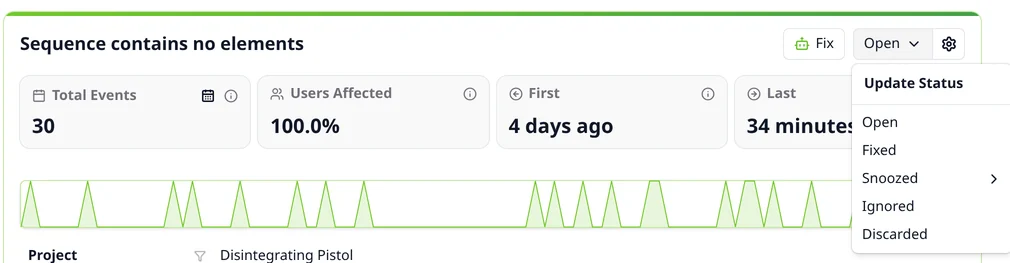 Sequence contains no elements
Fix
Open
Total Events
30
Users Affected
100.0%
First
4 days ago
Last
34 minutes
Update Status
Open
Fixed
Snoozed
Ignored
Discarded
Project
Disintegrating Pistol